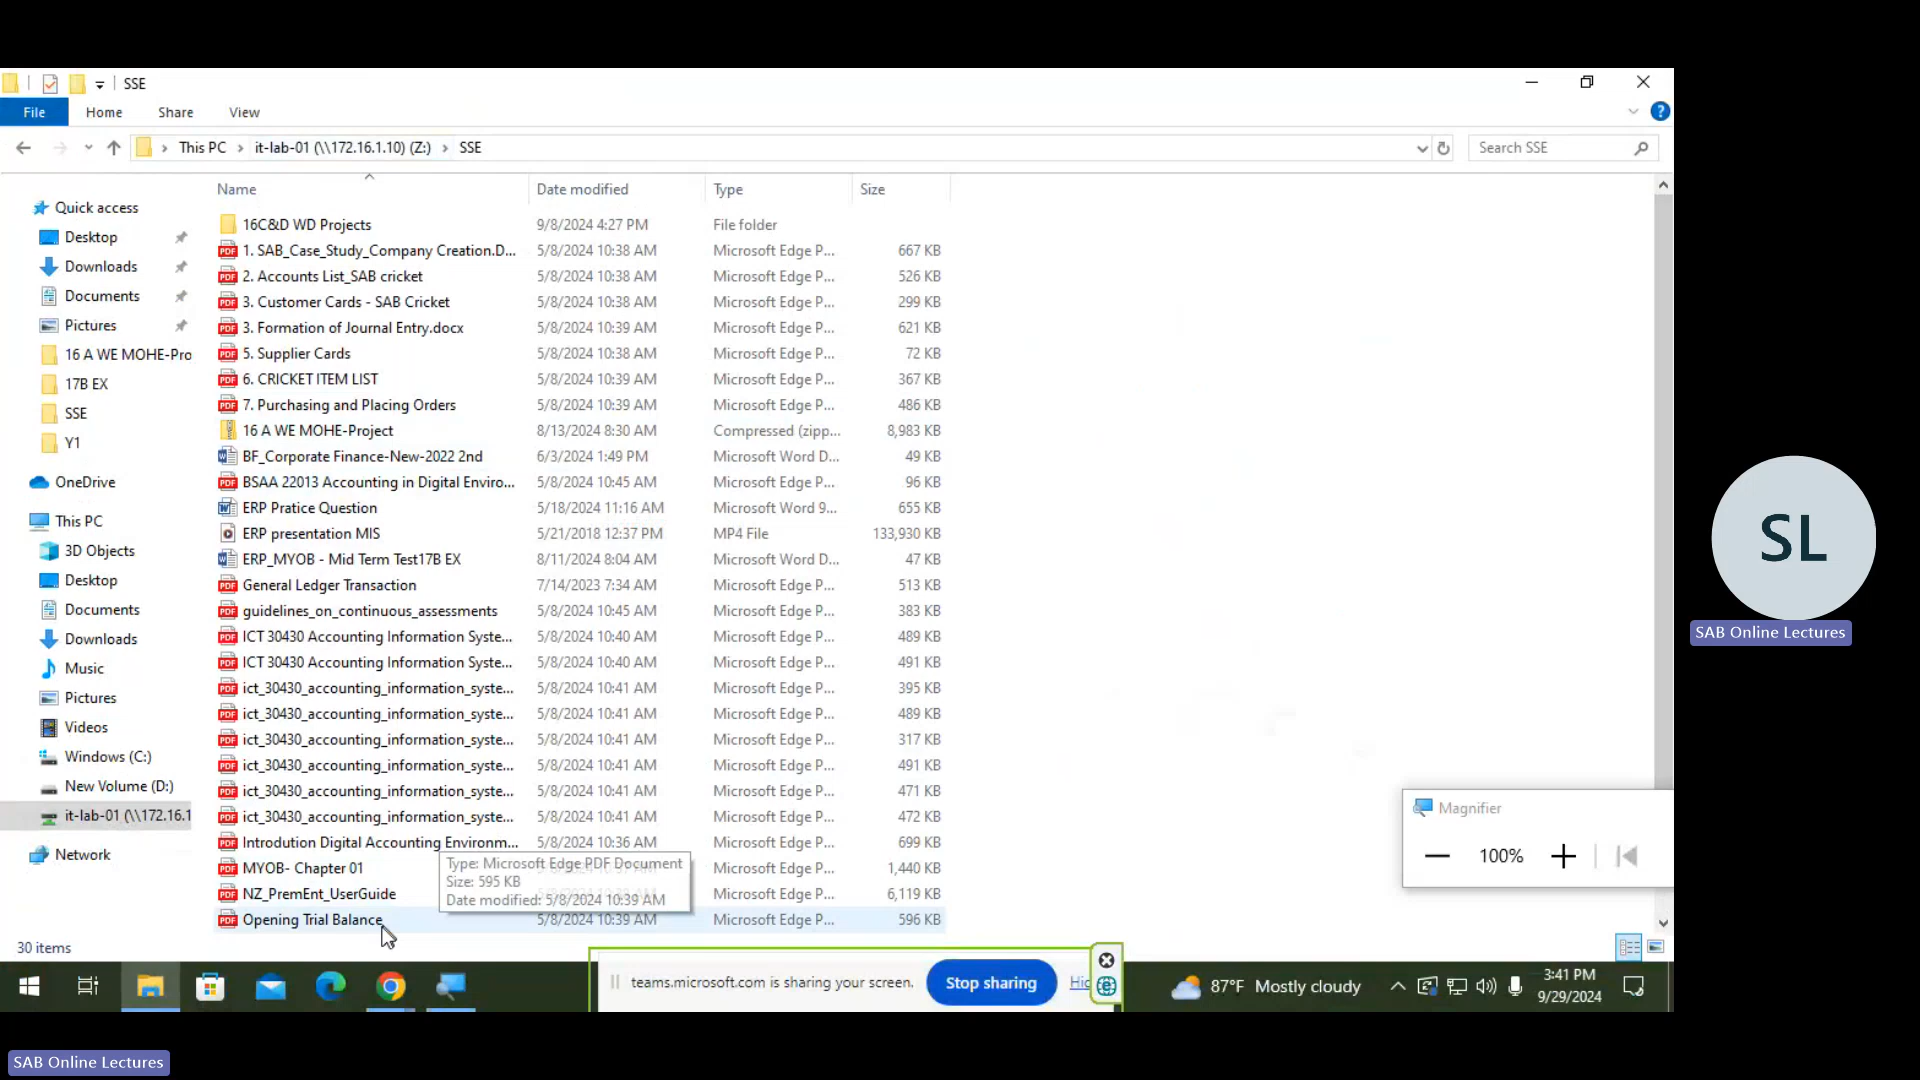 SSE
File Home Share View
This PC it-lab-01 (\\172.16.1.10) (Z:) SSE
Search SSE
Name Date modified Type Size
Quick access
Desktop
Downloads
Documents
Pictures
16 A WE MOHE-Pro
17B EX
SSE
Y1
OneDrive
This PC
3D Objects
Desktop
Documents
Downloads
Music
Pictures
Videos
Windows (C:)
New Volume (D:)
it-lab-01 (\\172.16.1
Network
16C&D WD Projects 9/8/2024 4:27 PM File folder
1. SAB_Case_Study_Company Creation.D... 5/8/2024 10:38 AM Microsoft Edge P... 667 KB
2. Accounts List_SAB cricket 5/8/2024 10:38 AM Microsoft Edge P... 526 KB
3. Customer Cards - SAB Cricket 5/8/2024 10:38 AM Microsoft Edge P... 299 KB
3. Formation of Journal Entry.docx 5/8/2024 10:39 AM Microsoft Edge P... 621 KB
5. Supplier Cards 5/8/2024 10:38 AM Microsoft Edge P... 72 KB
6. CRICKET ITEM LIST 5/8/2024 10:39 AM Microsoft Edge P... 367 KB
7. Purchasing and Placing Orders 5/8/2024 10:39 AM Microsoft Edge P... 486 KB
16 A WE MOHE-Project 8/13/2024 8:30 AM Compressed (zipp... 8,983 KB
BF_Corporate Finance-New-2022 2nd 6/3/2024 1:49 PM Microsoft Word D... 49 KB
BSAA 22013 Accounting in Digital Enviro... 5/8/2024 10:45 AM Microsoft Edge P... 96 KB
ERP Pratice Question 5/18/2024 11:16 AM Microsoft Word 9... 655 KB
ERP presentation MIS 5/21/2018 12:37 PM MP4 File 133,930 KB
ERP_MYOB - Mid Term Test17B EX 8/11/2024 8:04 AM Microsoft Word D... 47 KB
General Ledger Transaction 7/14/2023 7:34 AM Microsoft Edge P... 513 KB
guidelines_on_continuous_assessments 5/8/2024 10:45 AM Microsoft Edge P... 383 KB
ICT 30430 Accounting Information Syste... 5/8/2024 10:40 AM Microsoft Edge P... 489 KB
ICT 30430 Accounting Information Syste... 5/8/2024 10:40 AM Microsoft Edge P... 491 KB
ict_30430_accounting_information_syste... 5/8/2024 10:41 AM Microsoft Edge P... 395 KB
ict_30430_accounting_information_syste... 5/8/2024 10:41 AM Microsoft Edge P... 489 KB
ict_30430_accounting_information_syste... 5/8/2024 10:41 AM Microsoft Edge P... 317 KB
ict_30430_accounting_information_syste... 5/8/2024 10:41 AM Microsoft Edge P... 491 KB
ict_30430_accounting_information_syste... 5/8/2024 10:41 AM Microsoft Edge P... 471 KB
ict_30430_accounting_information_syste... 5/8/2024 10:41 AM Microsoft Edge P... 472 KB
Introdution Digital Accounting Environm... 5/8/2024 10:36 AM Microsoft Edge P... 699 KB
MYOB- Chapter 01 Microsoft Edge P... 1,440 KB
NZ_PremEnt_UserGuide Microsoft Edge P... 6,119 KB
Opening Trial Balance 5/8/2024 10:39 AM Microsoft Edge P... 596 KB
Type: Microsoft Edge PDF Document
Size: 595 KB
Date modified: 5/8/2024 10:39 AM
30 items
Magnifier
100%
teams.microsoft.com is sharing your screen. Stop sharing Hid
87°F Mostly cloudy
3:41 PM
9/29/2024
SL
SAB Online Lectures
SAB Online Lectures